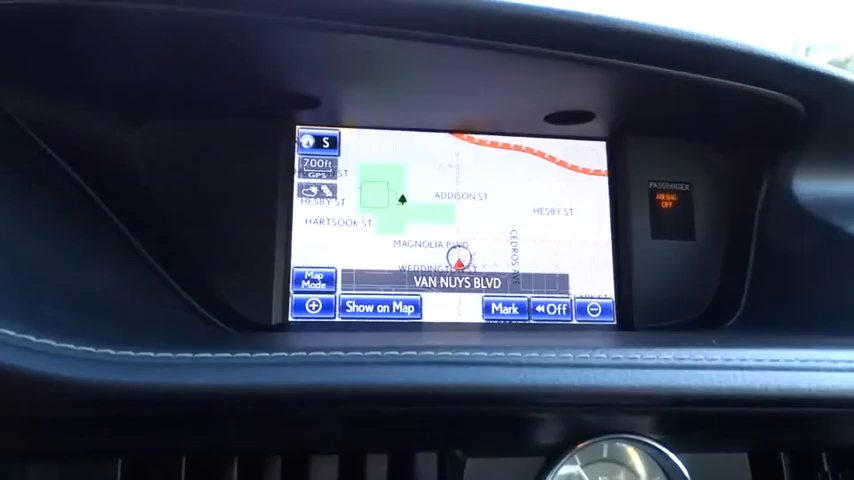 S
700ft
GPS
ST
HESBY ST
HARTSOOK ST
ADDISON ST
HESBY ST
MAGNOLIA BLVD
CEDROS AVE
VAN NUYS BLVD
Map
Mode
Show on Map
Mark
Off
PASSENGER
AIR BAG
OFF